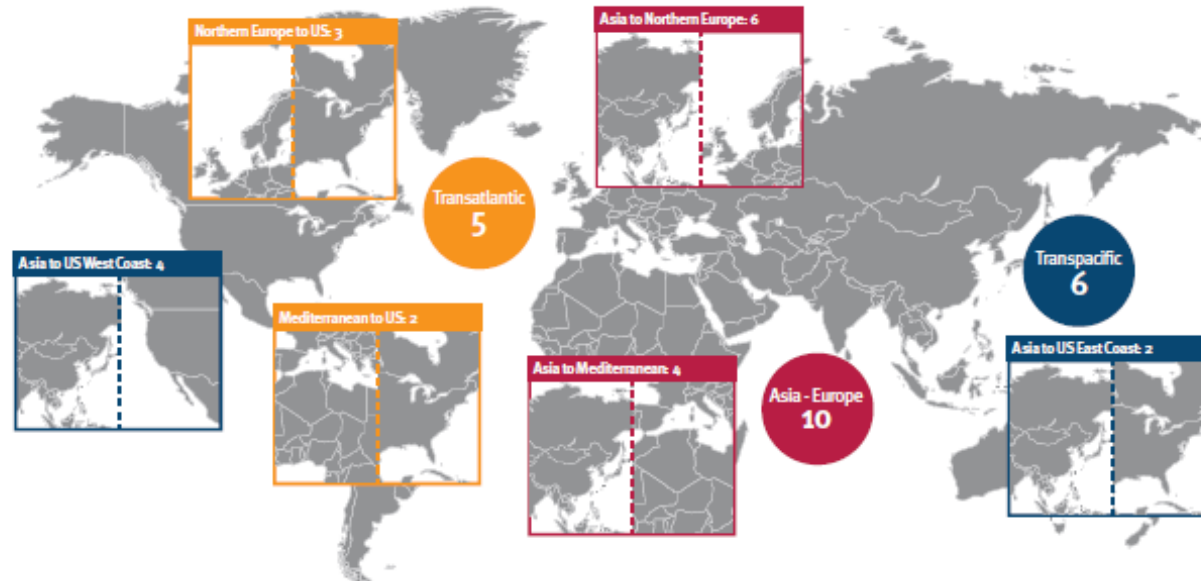 Northern Europe to US: 3
Asia to Northern Europe: 6
Transatlantic
5
Transpacific
6
Asia to US West Coast: 4
Mediterranean to US: 2
Asia to Mediterranean: 4
Asia - Europe
10
Asia to US East Coast: 2